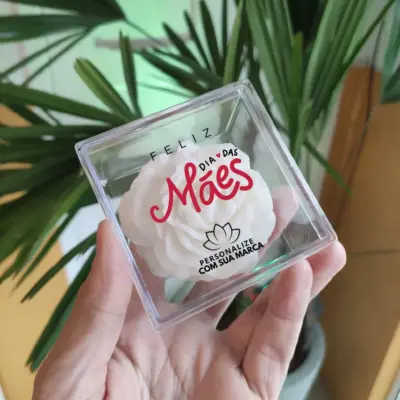 FELIZ
DIA DAS
Mães
PERSONALIZE
COM SUA MARCA